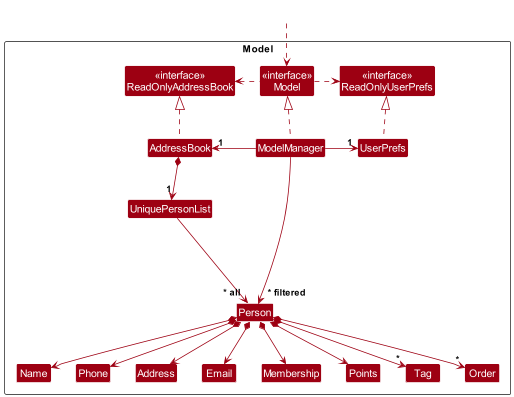 Model
«interface» «interface» «interface»
ReadOnlyAddressBook Model ReadOnlyUserPrefs
AddressBook 1 ModelManager 1 UserPrefs
1
UniquePersonList
* all * filtered
Person
* *
Name Phone Address Email Membership Points Tag Order